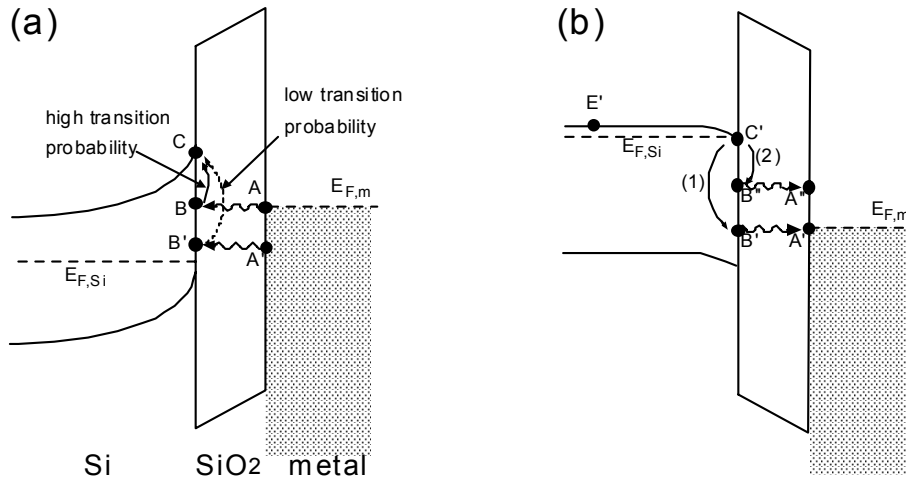 (a)
high transition
probability
low transition
probability
C
B
A
E_F,m
B'
A'
E_F,Si
Si
SiO2
metal
(b)
E'
E_F,Si
C'
(2)
(1)
B"
A"
E_F,m
B'
A'